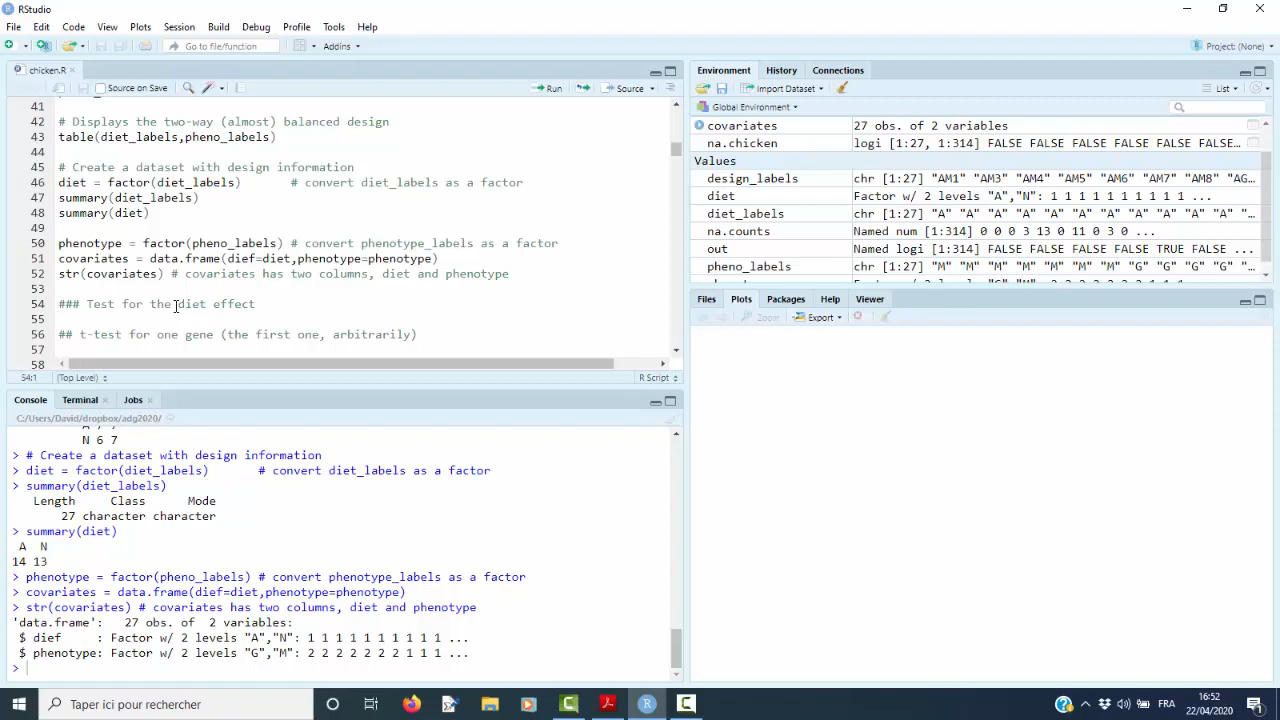 RStudio
File Edit Code View Plots Session Build Debug Profile Tools Help
Go to file/function Addins Project: (None)
chicken.R
Source on Save Run Source
41
42 # Displays the two-way (almost) balanced design
43 table(diet_labels,pheno_labels)
44
45 # Create a dataset with design information
46 diet = factor(diet_labels) # convert diet_labels as a factor
47 summary(diet_labels)
48 summary(diet)
49
50 phenotype = factor(pheno_labels) # convert phenotype_labels as a factor
51 covariates = data.frame(dief=diet,phenotype=phenotype)
52 str(covariates) # covariates has two columns, diet and phenotype
53
54 ### Test for the diet effect
55
56 ## t-test for one gene (the first one, arbitrarily)
57
58
54:1 (Top Level) R Script
Console Terminal Jobs
C:/Users/David/dropbox/adg2020/
N 6 7
> # Create a dataset with design information
> diet = factor(diet_labels) # convert diet_labels as a factor
> summary(diet_labels)
Length Class Mode
27 character character
> summary(diet)
A N
14 13
> phenotype = factor(pheno_labels) # convert phenotype_labels as a factor
> covariates = data.frame(dief=diet,phenotype=phenotype)
> str(covariates) # covariates has two columns, diet and phenotype
'data.frame': 27 obs. of 2 variables:
$ dief : Factor w/ 2 levels "A","N": 1 1 1 1 1 1 1 1 1 1 ...
$ phenotype: Factor w/ 2 levels "G","M": 2 2 2 2 2 2 2 1 1 1 ...
>
Environment History Connections
Import Dataset List
Global Environment
covariates 27 obs. of 2 variables
na.chicken logi [1:27, 1:314] FALSE FALSE FALSE FALSE FALSE…
Values
design_labels chr [1:27] "AM1" "AM3" "AM4" "AM5" "AM6" "AM7" "AM8" "AG…
diet Factor w/ 2 levels "A","N": 1 1 1 1 1 1 1 1 ...
diet_labels chr [1:27] "A" "A" "A" "A" "A" "A" "A" "A" "A" "A" "…
na.counts Named num [1:314] 0 0 0 3 13 0 11 0 3 0 ...
out Named logi [1:314] FALSE FALSE FALSE FALSE TRUE FALSE ...
pheno_labels chr [1:27] "M" "M" "M" "M" "M" "M" "M" "G" "G" "G" "…
Files Plots Packages Help Viewer
Zoom Export
Taper ici pour rechercher
FRA
16:52
22/04/2020